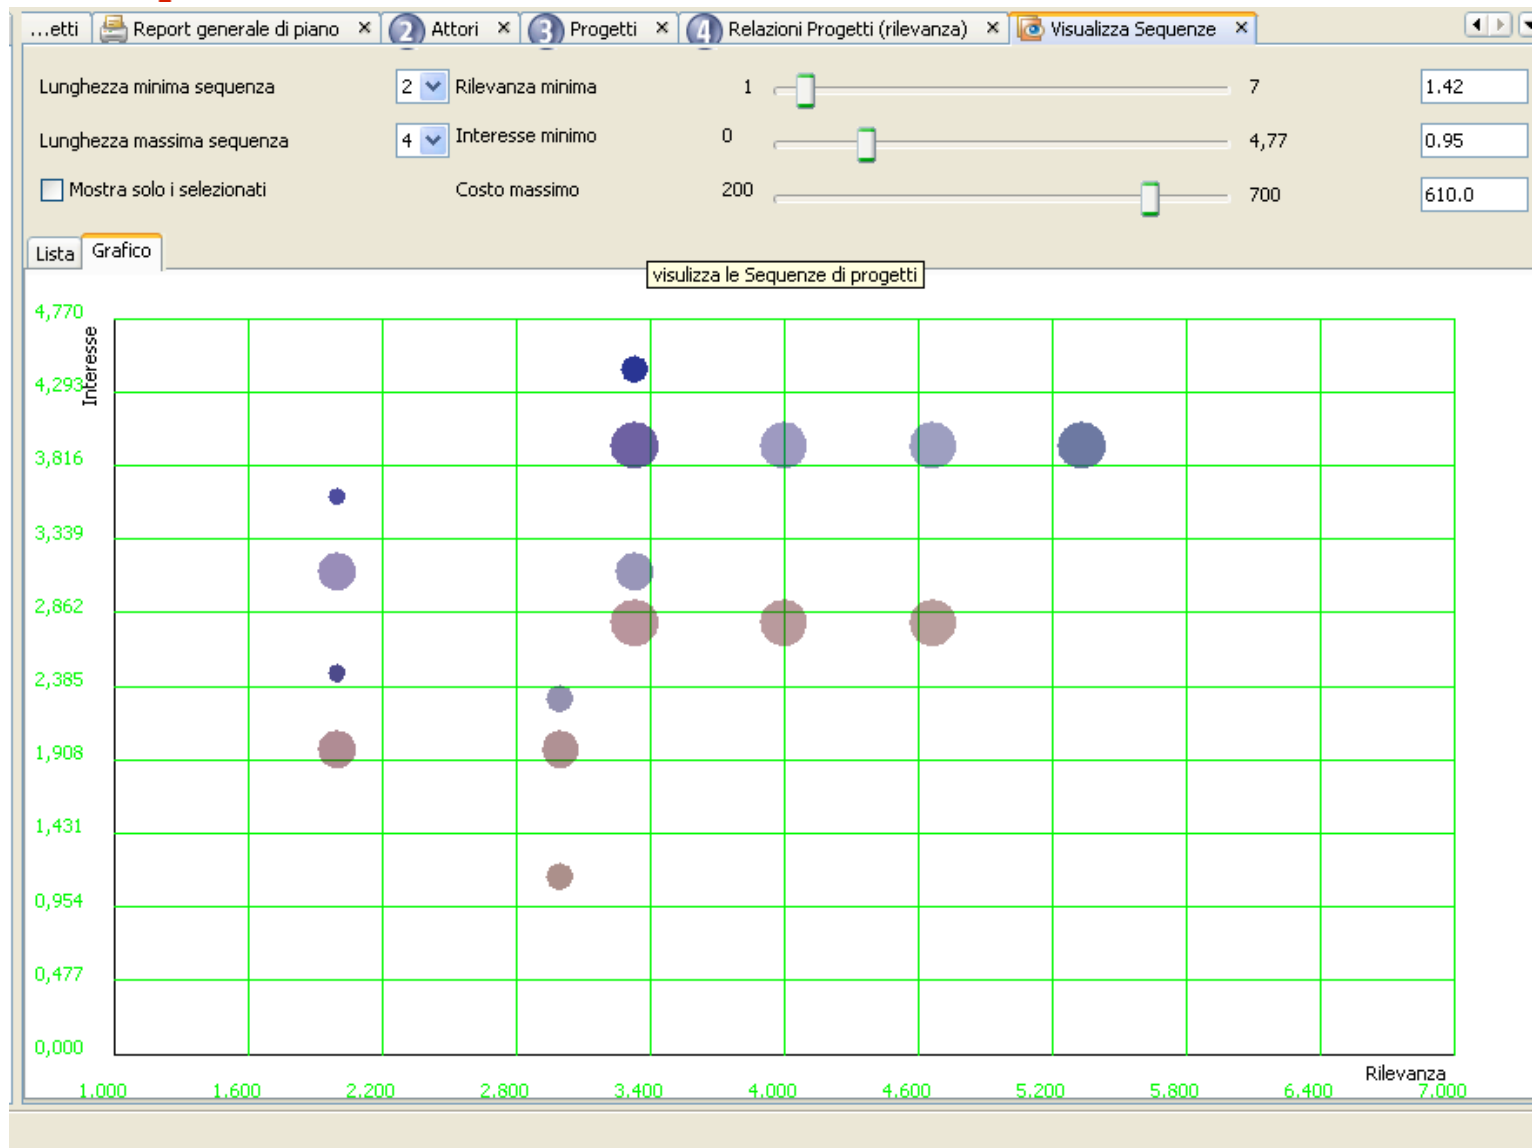 ...etti Report generale di piano × 2 Attori × 3 Progetti × 4 Relazioni Progetti (rilevanza) × Visualizza Sequenze ×
Lunghezza minima sequenza 2 Rilevanza minima 1 7 1.42
Lunghezza massima sequenza 4 Interesse minimo 0 4,77 0.95
Mostra solo i selezionati Costo massimo 200 700 610.0
Lista Grafico
visulizza le Sequenze di progetti
4,770
Interesse
4,293
3,816
3,339
2,862
2,385
1,908
1,431
0,954
0,477
0,000
Rilevanza
1,000 1,600 2,200 2,800 3,400 4,000 4,600 5,200 5,800 6,400 7,000